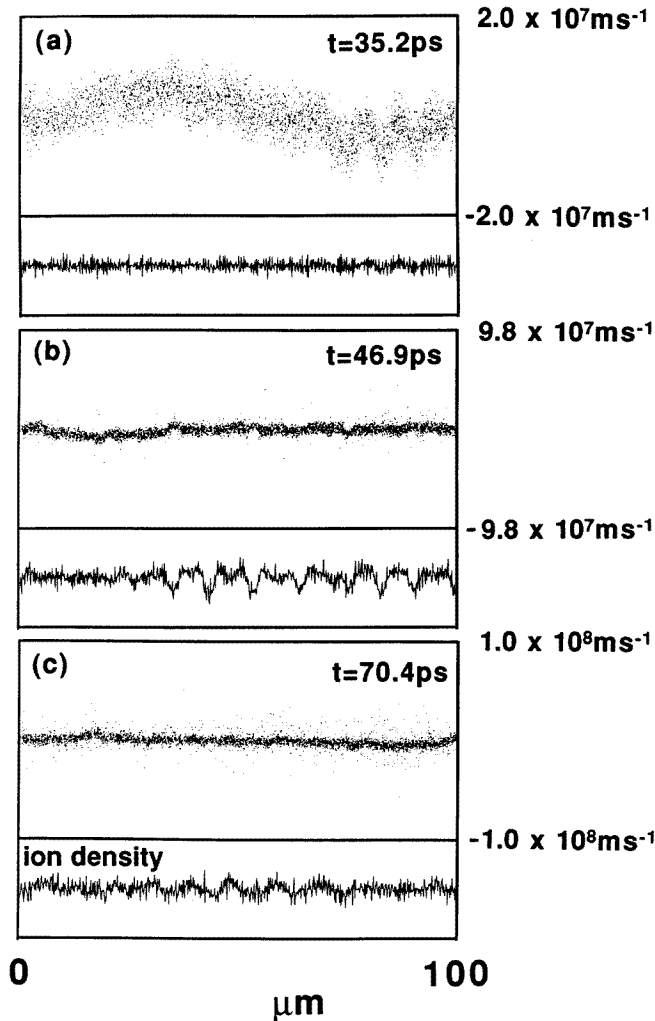 (a) t=35.2ps 2.0 x 10⁷ms⁻¹
-2.0 x 10⁷ms⁻¹
(b) t=46.9ps 9.8 x 10⁷ms⁻¹
-9.8 x 10⁷ms⁻¹
(c) t=70.4ps 1.0 x 10⁸ms⁻¹
-1.0 x 10⁸ms⁻¹
ion density
0 100
μm